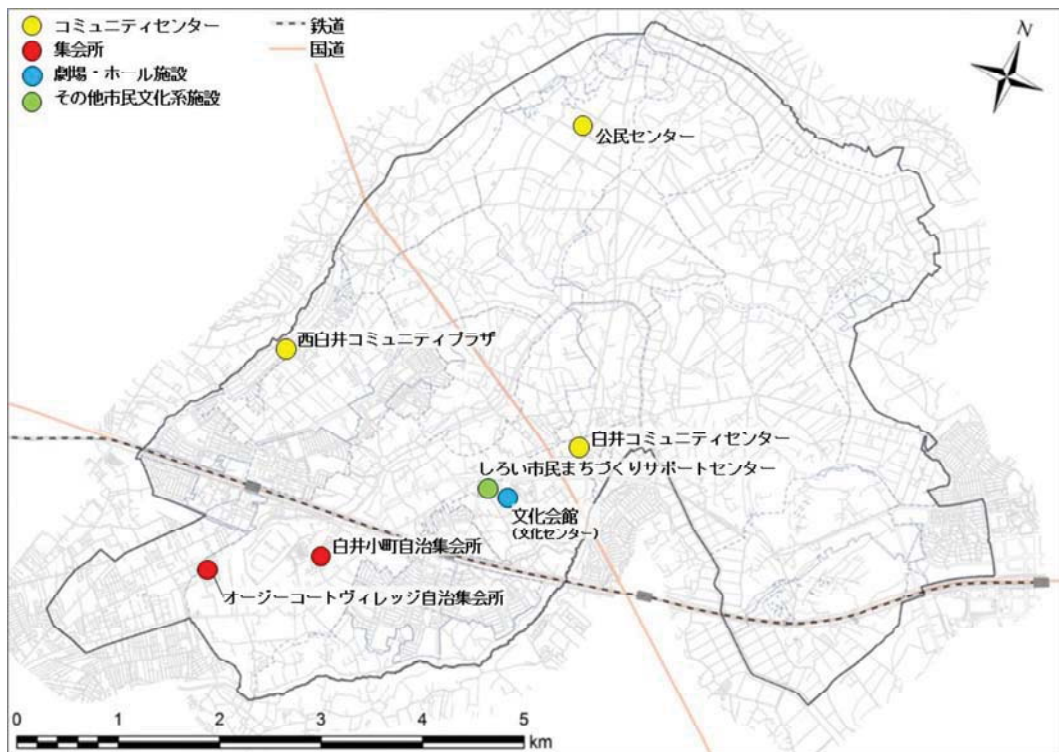 コミュニティセンター
集会所
劇場・ホール施設
その他市民文化系施設
鉄道
国道
N
公民センター
西白井コミュニティプラザ
白井コミュニティセンター
しろい市民まちづくりサポートセンター
文化会館
(文化センター)
白井小町自治集会所
オージーコートヴィレッジ自治集会所
0 1 2 3 4 5
km